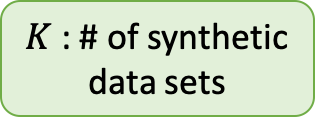 K : # of synthetic
data sets